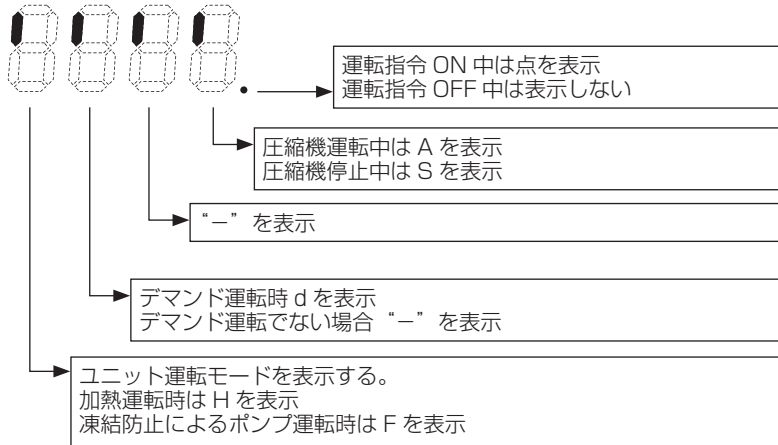 運転指令 ON 中は点を表示
運転指令 OFF 中は表示しない
圧縮機運転中は A を表示
圧縮機停止中は S を表示
“－”を表示
デマンド運転時 d を表示
デマンド運転でない場合“－”を表示
ユニット運転モードを表示する。
加熱運転時は H を表示
凍結防止によるポンプ運転時は F を表示